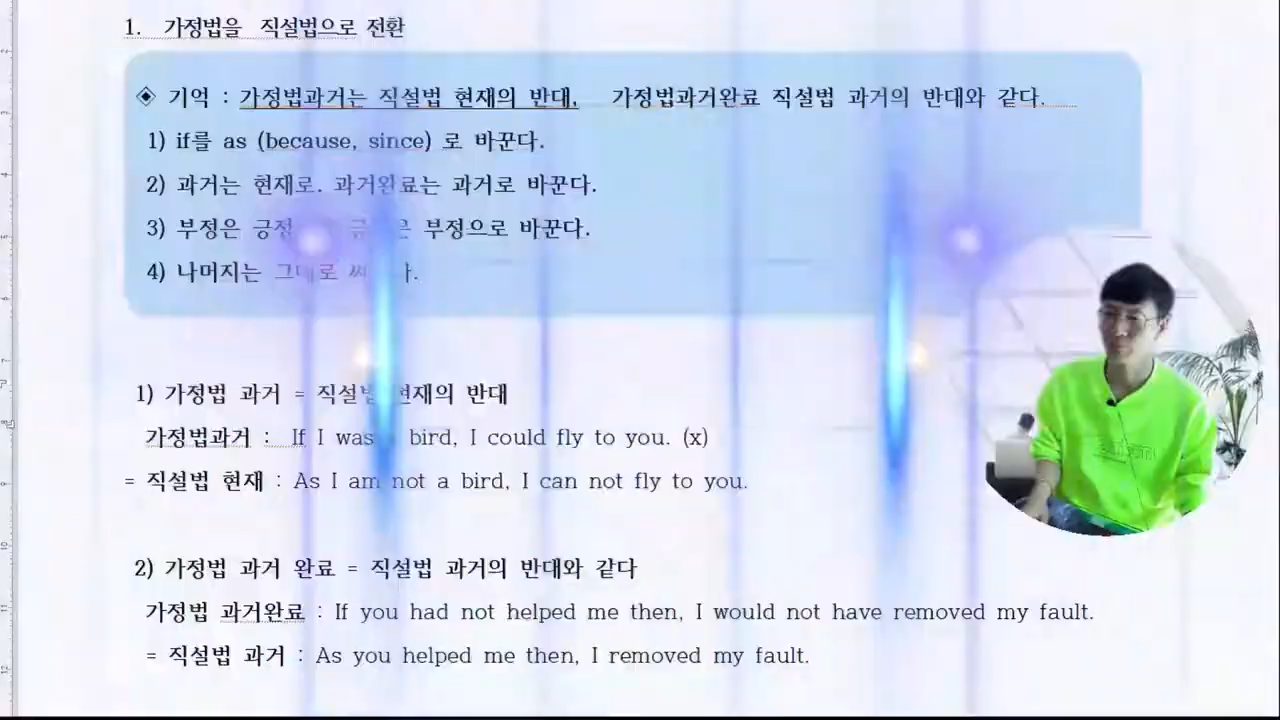 1. 가정법을 직설법으로 전환
◈ 기억 : 가정법과거는 직설법 현재의 반대, 가정법과거완료 직설법 과거의 반대와 같다.
1) if를 as (because, since) 로 바꾼다.
2) 과거는 현재로. 과거완료는 과거로 바꾼다.
3) 부정은 긍정 부정으로 바꾼다.
4) 나머지는 그대로
1) 가정법 과거 = 직설법 현재의 반대
가정법과거 : If I was a bird, I could fly to you. (x)
= 직설법 현재 : As I am not a bird, I can not fly to you.
2) 가정법 과거 완료 = 직설법 과거의 반대와 같다
가정법 과거완료 : If you had not helped me then, I would not have removed my fault.
= 직설법 과거 : As you helped me then, I removed my fault.